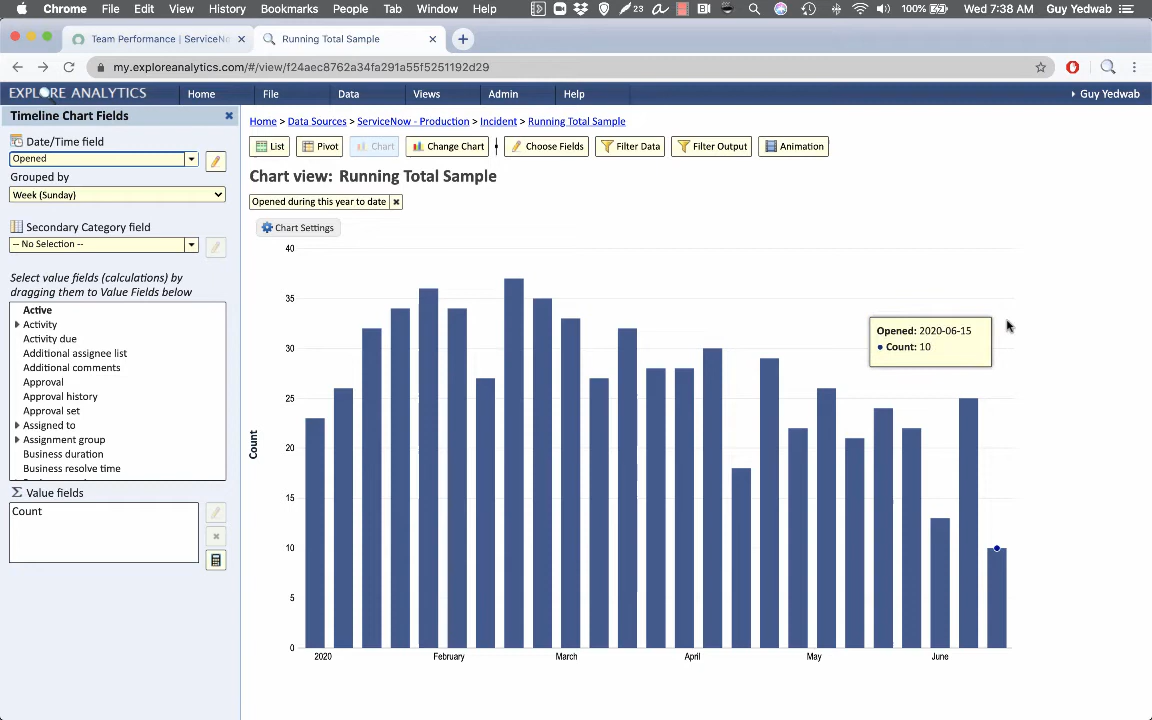 Chrome File Edit View History Bookmarks People Tab Window Help 23 100% Wed 7:38 AM Guy Yedwab
Team Performance | ServiceNo
Running Total Sample
my.exploreanalytics.com/#/view/f24aec8762a34fa291a55f5251192d29
EXPLORE ANALYTICS Home File Data Views Admin Help Guy Yedwab
Timeline Chart Fields
Date/Time field
Opened
Grouped by
Week (Sunday)
Secondary Category field
-- No Selection --
Select value fields (calculations) by
dragging them to Value Fields below
Active
Activity
Activity due
Additional assignee list
Additional comments
Approval
Approval history
Approval set
Assigned to
Assignment group
Business duration
Business resolve time
Σ Value fields
Count
Home > Data Sources > ServiceNow - Production > Incident > Running Total Sample
List Pivot Chart Change Chart Choose Fields Filter Data Filter Output Animation
Chart view: Running Total Sample
Opened during this year to date
Chart Settings
40
35
30
25
20
15
10
5
0
Count
Opened: 2020-06-15
Count: 10
2020 February March April May June